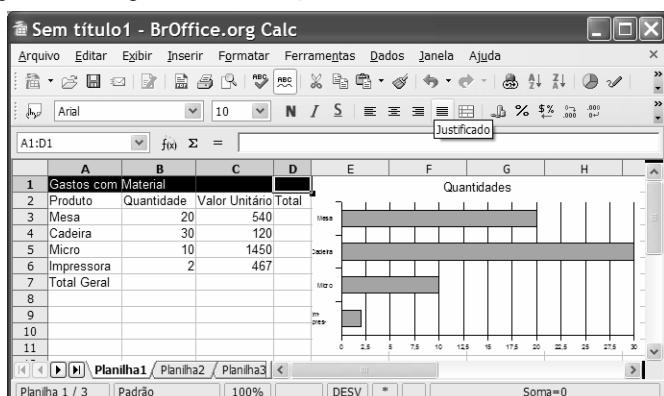 Sem título1 - BrOffice.org Calc
Arquivo Editar Exibir Inserir Formatar Ferramentas Dados Janela Ajuda
Arial 10 N I S
Justificado
A1:D1 f(x) Σ =
A B C D E F G H
1 Gastos com Material Quantidades
2 Produto Quantidade Valor Unitário Total
3 Mesa 20 540 Mesa
4 Cadeira 30 120
5 Micro 10 1450 Cadeira
6 Impressora 2 467
7 Total Geral Micro
8
9
10
11 0 2,5 5 7,5 10 12,5 15 17,5 20 22,5 25 27,5 30
Planilha1 Planilha2 Planilha3
Planilha 1 / 3 Padrão 100% DESV * Soma=0